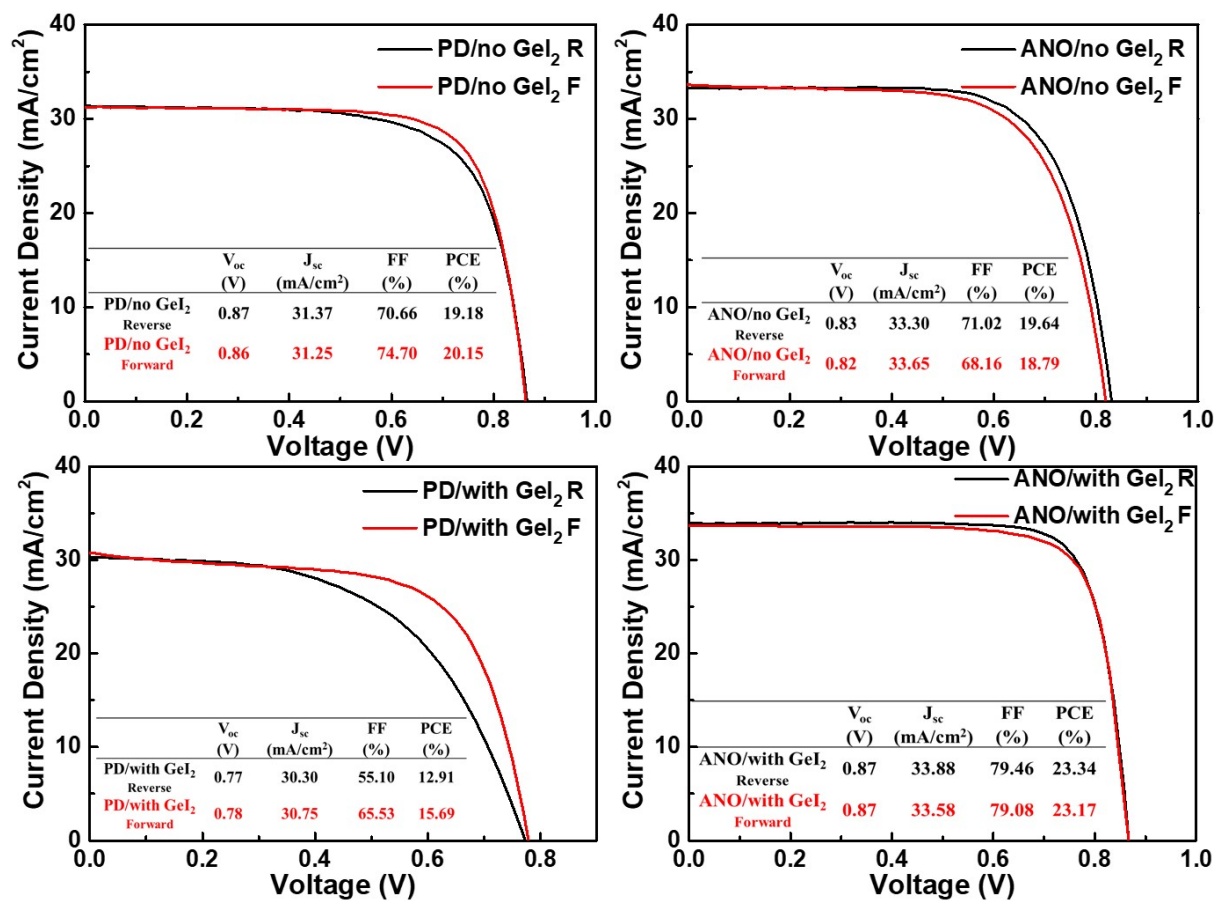 PD/no GeI₂ R
PD/no GeI₂ F
Current Density (mA/cm²)
40
30
20
10
0
V_oc J_sc FF PCE
(V) (mA/cm²) (%) (%)
PD/no GeI₂ 0.87 31.37 70.66 19.18
Reverse
PD/no GeI₂ 0.86 31.25 74.70 20.15
Forward
0.0 0.2 0.4 0.6 0.8 1.0
Voltage (V)
ANO/no GeI₂ R
ANO/no GeI₂ F
Current Density (mA/cm²)
40
30
20
10
0
V_oc J_sc FF PCE
(V) (mA/cm²) (%) (%)
ANO/no GeI₂ 0.83 33.30 71.02 19.64
Reverse
ANO/no GeI₂ 0.82 33.65 68.16 18.79
Forward
0.0 0.2 0.4 0.6 0.8 1.0
Voltage (V)
PD/with GeI₂ R
PD/with GeI₂ F
Current Density (mA/cm²)
40
30
20
10
0
V_oc J_sc FF PCE
(V) (mA/cm²) (%) (%)
PD/with GeI₂ 0.77 30.30 55.10 12.91
Reverse
PD/with GeI₂ 0.78 30.75 65.53 15.69
Forward
0.0 0.2 0.4 0.6 0.8
Voltage (V)
ANO/with GeI₂ R
ANO/with GeI₂ F
Current Density (mA/cm²)
40
30
20
10
0
V_oc J_sc FF PCE
(V) (mA/cm²) (%) (%)
ANO/with GeI₂ 0.87 33.88 79.46 23.34
Reverse
ANO/with GeI₂ 0.87 33.58 79.08 23.17
Forward
0.0 0.2 0.4 0.6 0.8 1.0
Voltage (V)